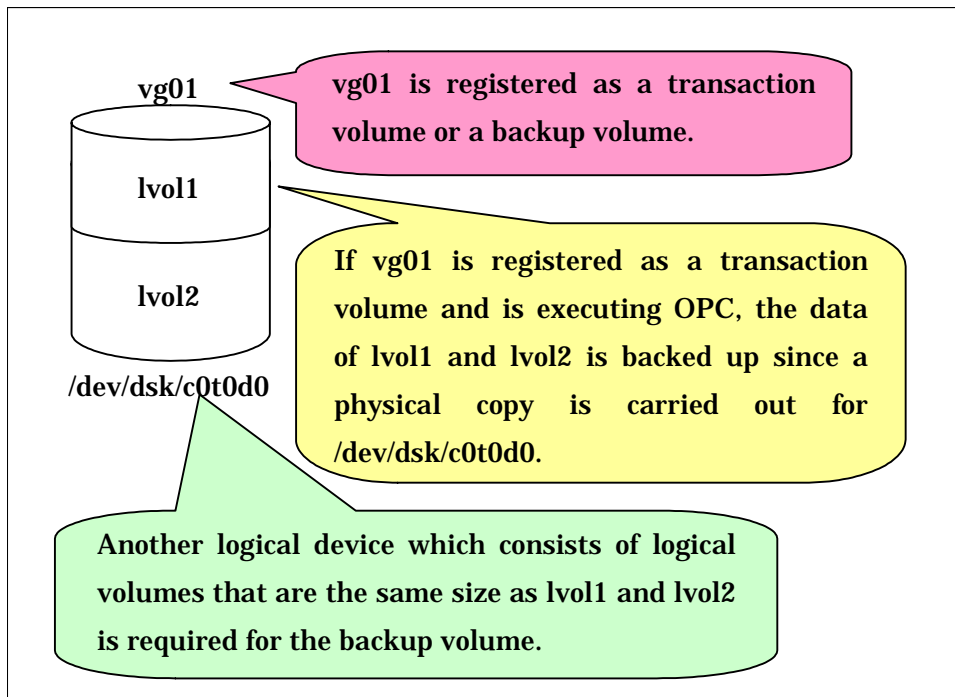 vg01
vg01 is registered as a transaction
volume or a backup volume.
lvol1
lvol2
/dev/dsk/c0t0d0
If vg01 is registered as a transaction
volume and is executing OPC, the data
of lvol1 and lvol2 is backed up since a
physical copy is carried out for
/dev/dsk/c0t0d0.
Another logical device which consists of logical
volumes that are the same size as lvol1 and lvol2
is required for the backup volume.